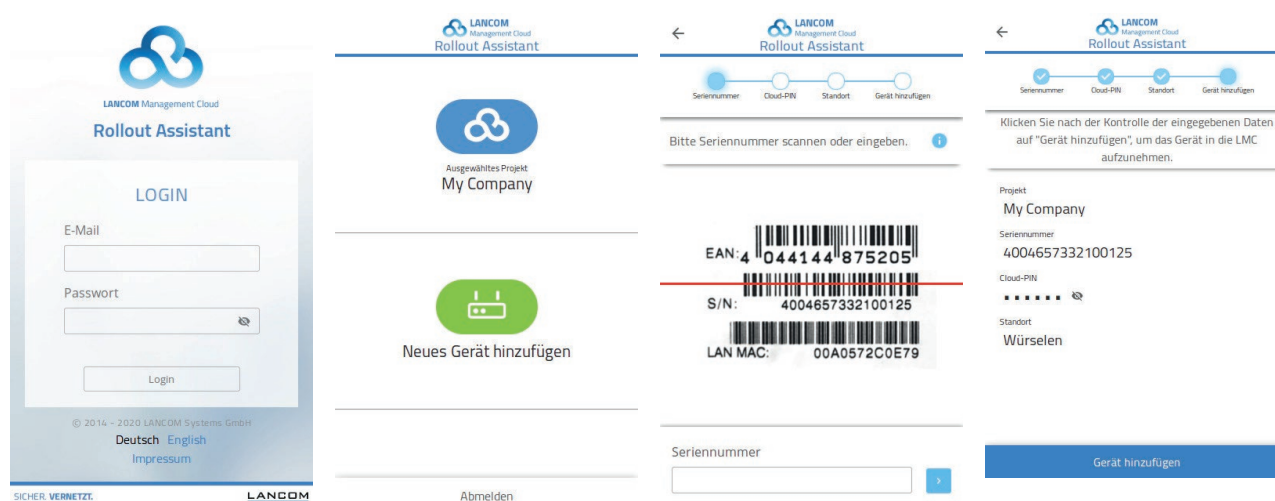 LANCOM Management Cloud
Rollout Assistant
LOGIN
E-Mail
Passwort
Login
© 2014 - 2020 LANCOM Systems GmbH
Deutsch English
Impressum
SICHER. VERNETZT.
LANCOM
LANCOM
Management Cloud
Rollout Assistant
Ausgewähltes Projekt
My Company
Neues Gerät hinzufügen
Abmelden
LANCOM
Management Cloud
Rollout Assistant
Seriennummer Cloud-PIN Standort Gerät hinzufügen
Bitte Seriennummer scannen oder eingeben.
EAN: 4 044144 875205
S/N: 4004657332100125
LAN MAC: 00A0572C0E79
Seriennummer
LANCOM
Management Cloud
Rollout Assistant
Seriennummer Cloud-PIN Standort Gerät hinzufügen
Klicken Sie nach der Kontrolle der eingegebenen Daten
auf "Gerät hinzufügen", um das Gerät in die LMC
aufzunehmen.
Projekt
My Company
Seriennummer
4004657332100125
Cloud-PIN
Standort
Würselen
Gerät hinzufügen